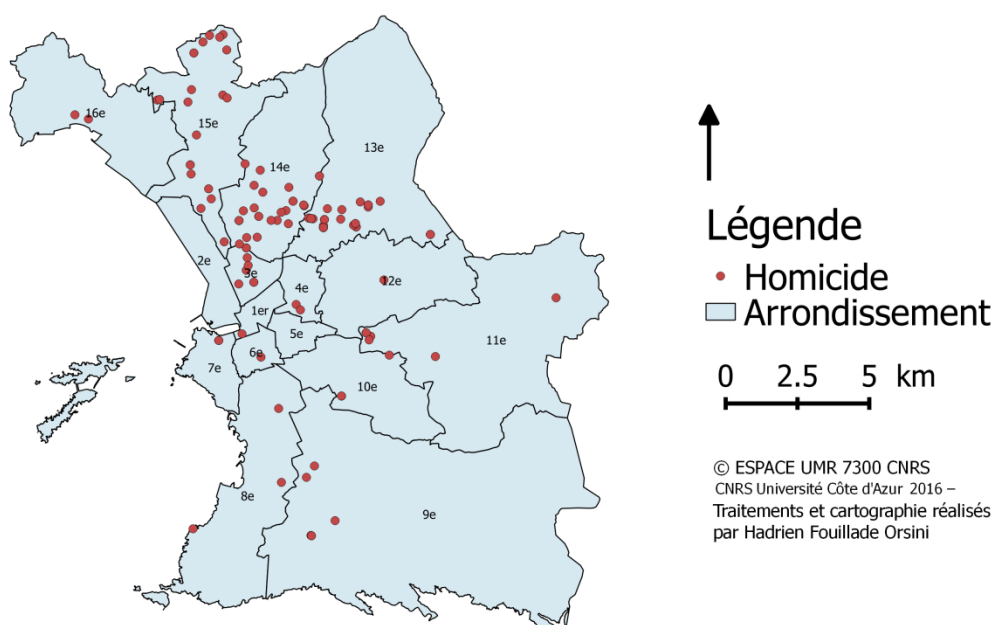 16e
15e
14e
13e
2e
3e
4e
12e
1er
5e
11e
6e
7e
10e
8e
9e
Légende
Homicide
Arrondissement
0 2.5 5 km
© ESPACE UMR 7300 CNRS
CNRS Université Côte d'Azur 2016 –
Traitements et cartographie réalisés
par Hadrien Fouillade Orsini